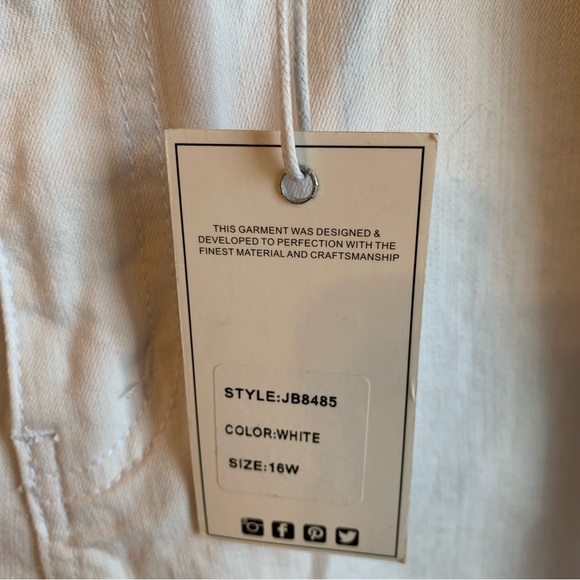 THIS GARMENT WAS DESIGNED &
DEVELOPED TO PERFECTION WITH THE
FINEST MATERIAL AND CRAFTSMANSHIP
STYLE:JB8485
COLOR:WHITE
SIZE:16W